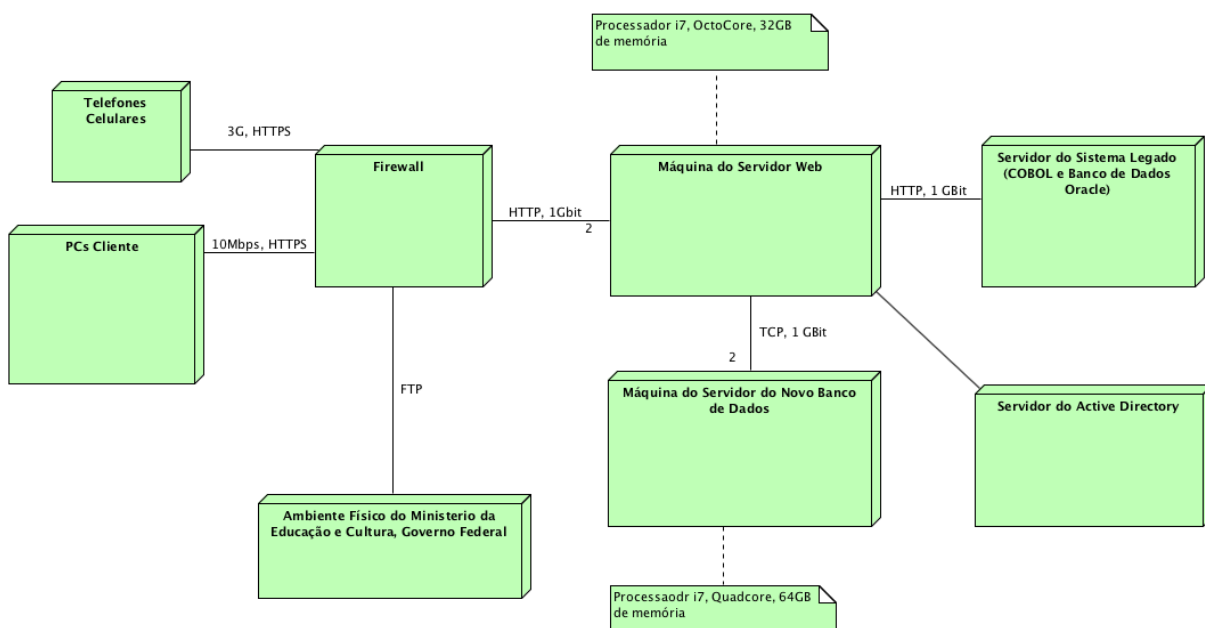 Processador i7, OctoCore, 32GB
de memória
Telefones
Celulares
3G, HTTPS
Firewall
Máquina do Servidor Web
Servidor do Sistema Legado
(COBOL e Banco de Dados
Oracle)
HTTP, 1 GBit
HTTP, 1Gbit
2
PCs Cliente
10Mbps, HTTPS
TCP, 1 GBit
2
FTP
Máquina do Servidor do Novo Banco
de Dados
Servidor do Active Directory
Ambiente Físico do Ministerio da
Educação e Cultura, Governo Federal
Processaodr i7, Quadcore, 64GB
de memória